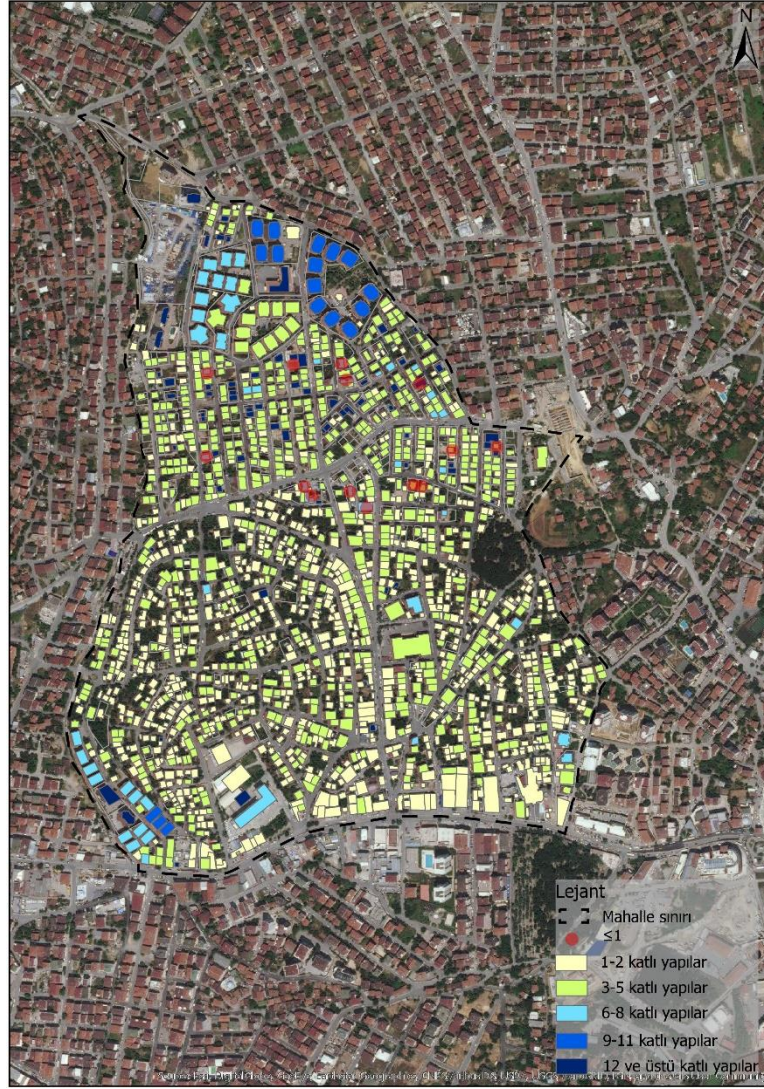 N
Lejant
Mahalle sınırı
≤1
1-2 katlı yapılar
3-5 katlı yapılar
6-8 katlı yapılar
9-11 katlı yapılar
12 ve üstü katlı yapılar